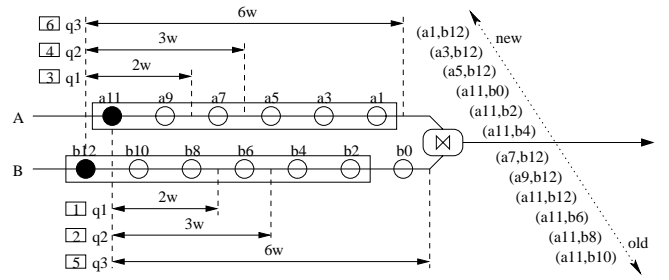 6 q3 6w
4 q2 3w
3 q1 2w
a11 a9 a7 a5 a3 a1
A
b12 b10 b8 b6 b4 b2 b0
B
1 q1 2w
2 q2 3w
5 q3 6w
new
(a1,b12)
(a3,b12)
(a5,b12)
(a11,b0)
(a11,b2)
(a11,b4)
(a7,b12)
(a9,b12)
(a11,b12)
(a11,b6)
(a11,b8)
(a11,b10)
old